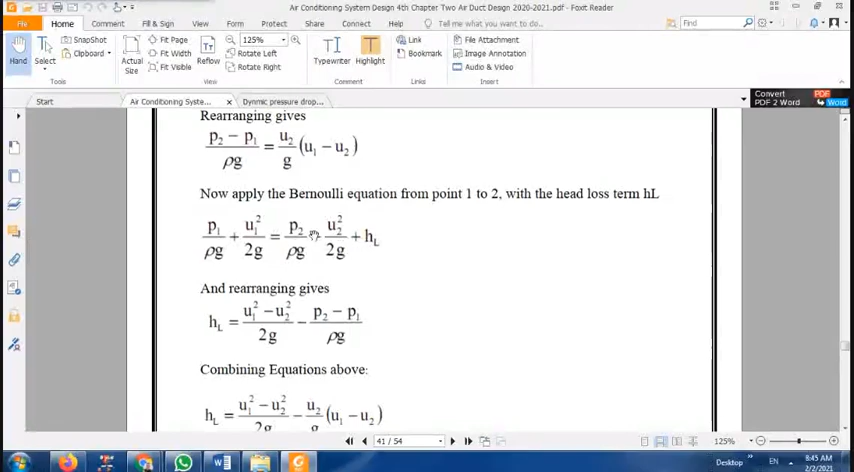 Air Conditioning System Design 4th Chapter Two Air Duct Design 2020-2021.pdf - Foxit Reader
File Home Comment Fill & Sign View Form Protect Share Connect Help Tell me what you want to do... Find
SnapShot
Clipboard
Hand Select
Actual Size
Fit Page
Fit Width
Fit Visible
Reflow
125%
Rotate Left
Rotate Right
Typewriter Highlight
Link
Bookmark
File Attachment
Image Annotation
Audio & Video
Tools View Comment Links Insert
Start Air Conditioning Syste... Dynmic pressure drop...
Convert PDF
PDF 2 Word Word
Rearranging gives
(p₂ − p₁)/ρg = u₂/g (u₁ − u₂)
Now apply the Bernoulli equation from point 1 to 2, with the head loss term hL
p₁/ρg + u₁²/2g = p₂/ρg + u₂²/2g + h_L
And rearranging gives
h_L = (u₁² − u₂²)/2g − (p₂ − p₁)/ρg
Combining Equations above:
h_L = (u₁² − u₂²)/2g − u₂/g (u₁ − u₂)
41 / 54 125%
Desktop EN 8:45 AM
2/2/2021